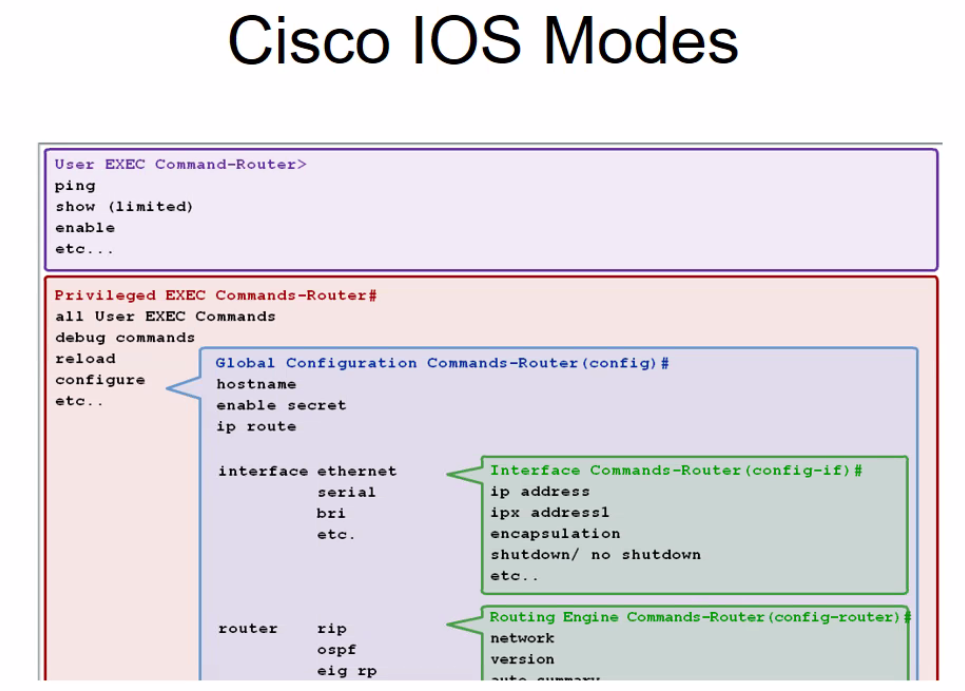 Cisco IOS Modes
User EXEC Command-Router>
ping
show (limited)
enable
etc...
Privileged EXEC Commands-Router#
all User EXEC Commands
debug commands
reload
configure
etc..
Global Configuration Commands-Router(config)#
hostname
enable secret
ip route
interface ethernet
serial
bri
etc.
Interface Commands-Router(config-if)#
ip address
ipx address1
encapsulation
shutdown/ no shutdown
etc..
router rip
ospf
eig rp
Routing Engine Commands-Router(config-router)#
network
version
auto summary